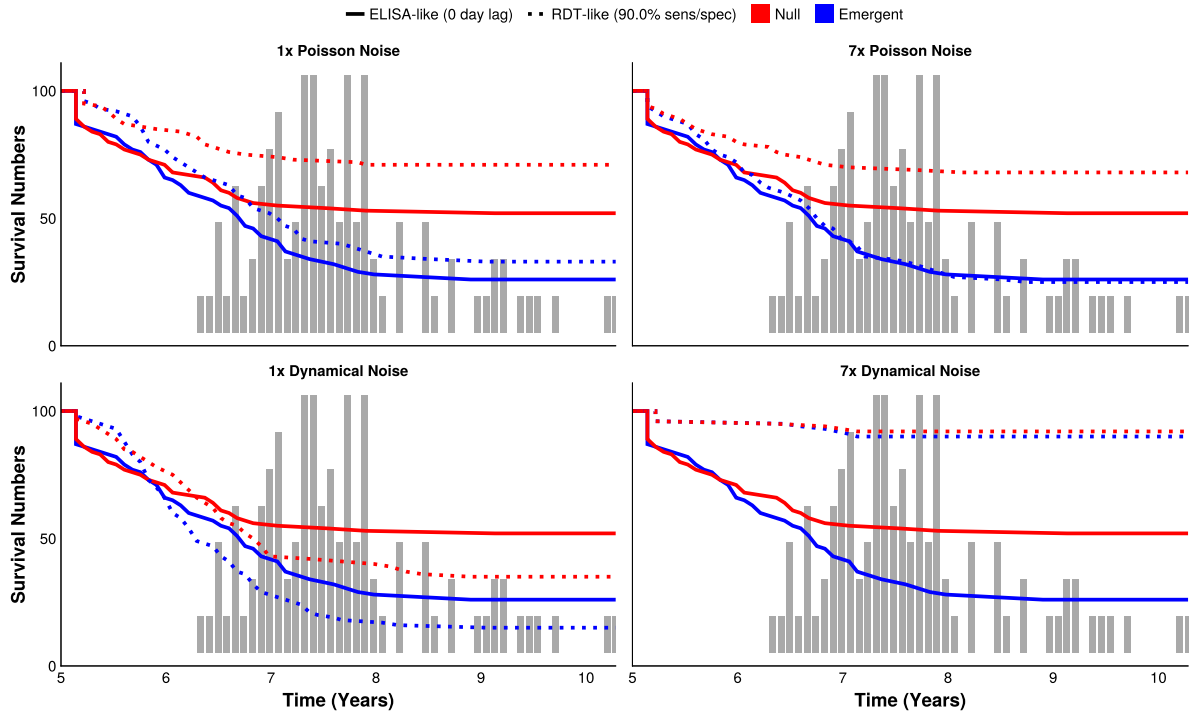 ELISA-like (0 day lag) RDT-like (90.0% sens/spec) Null Emergent
1x Poisson Noise 7x Poisson Noise
Survival Numbers
100
50
0
1x Dynamical Noise 7x Dynamical Noise
Survival Numbers
100
50
0
5 6 7 8 9 10 5 6 7 8 9 10
Time (Years) Time (Years)